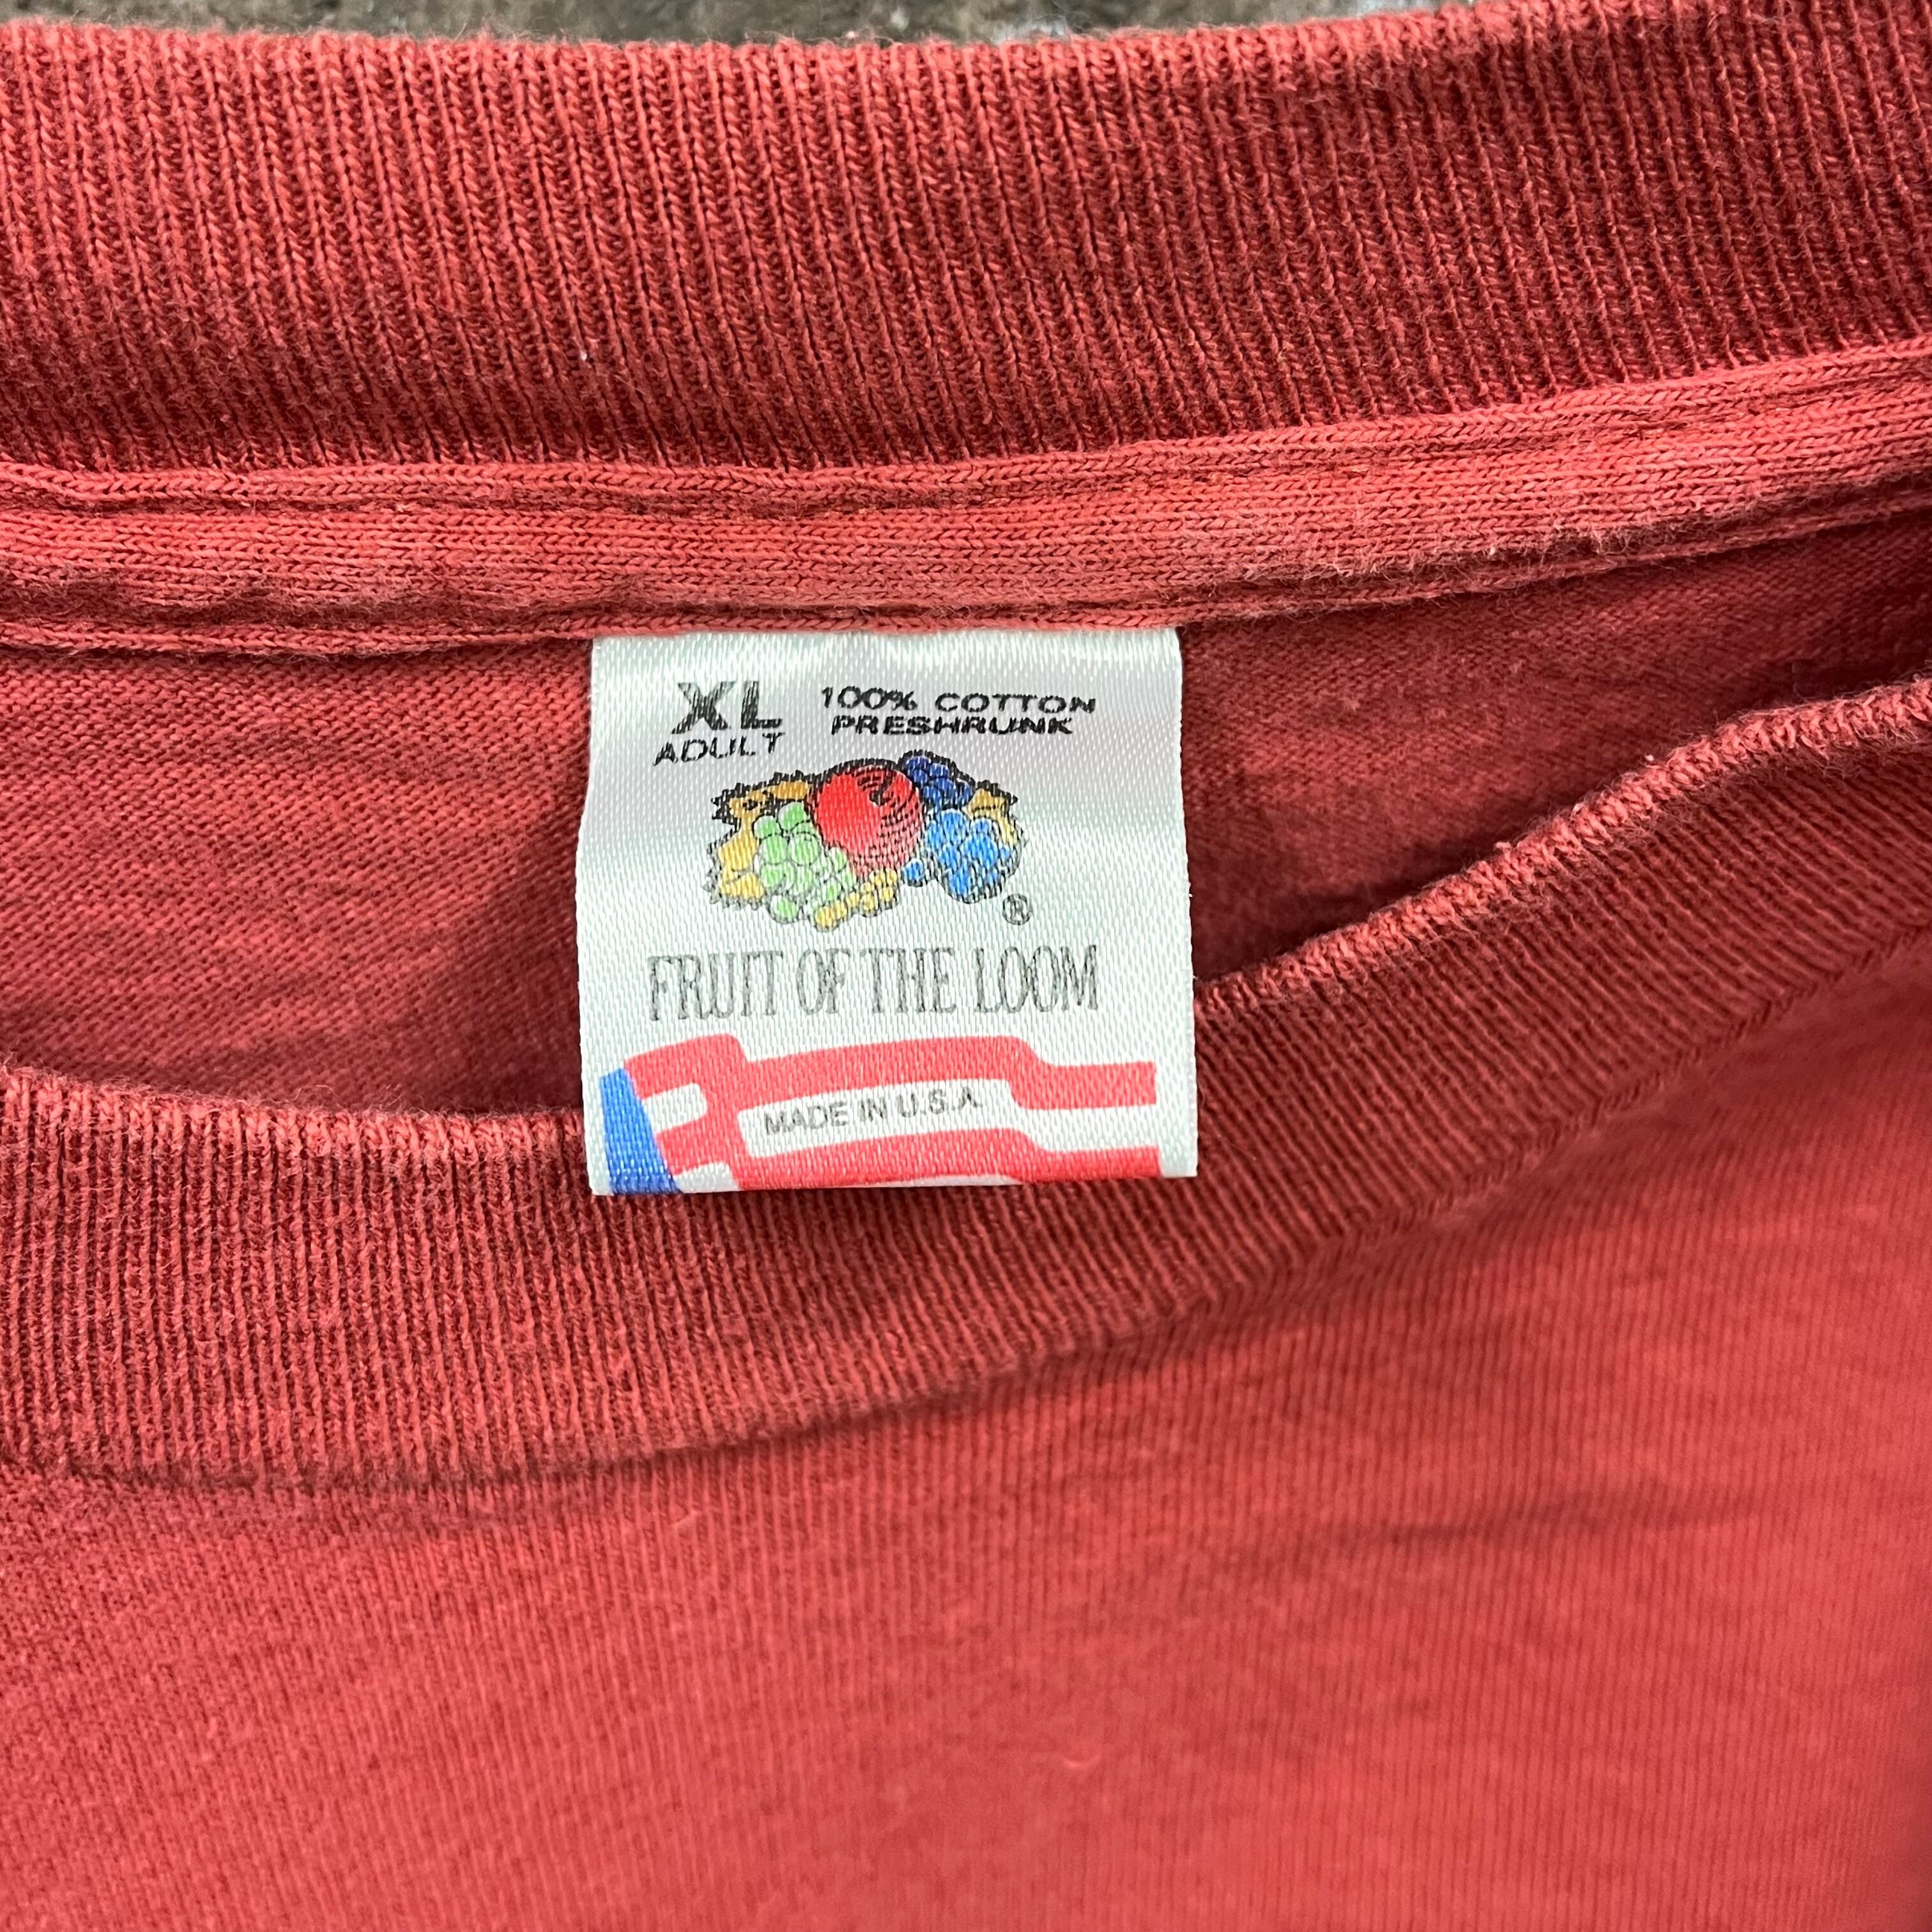 XL
ADULT
100% COTTON
PRESHRUNK
®
FRUIT OF THE LOOM
MADE IN U.S.A.